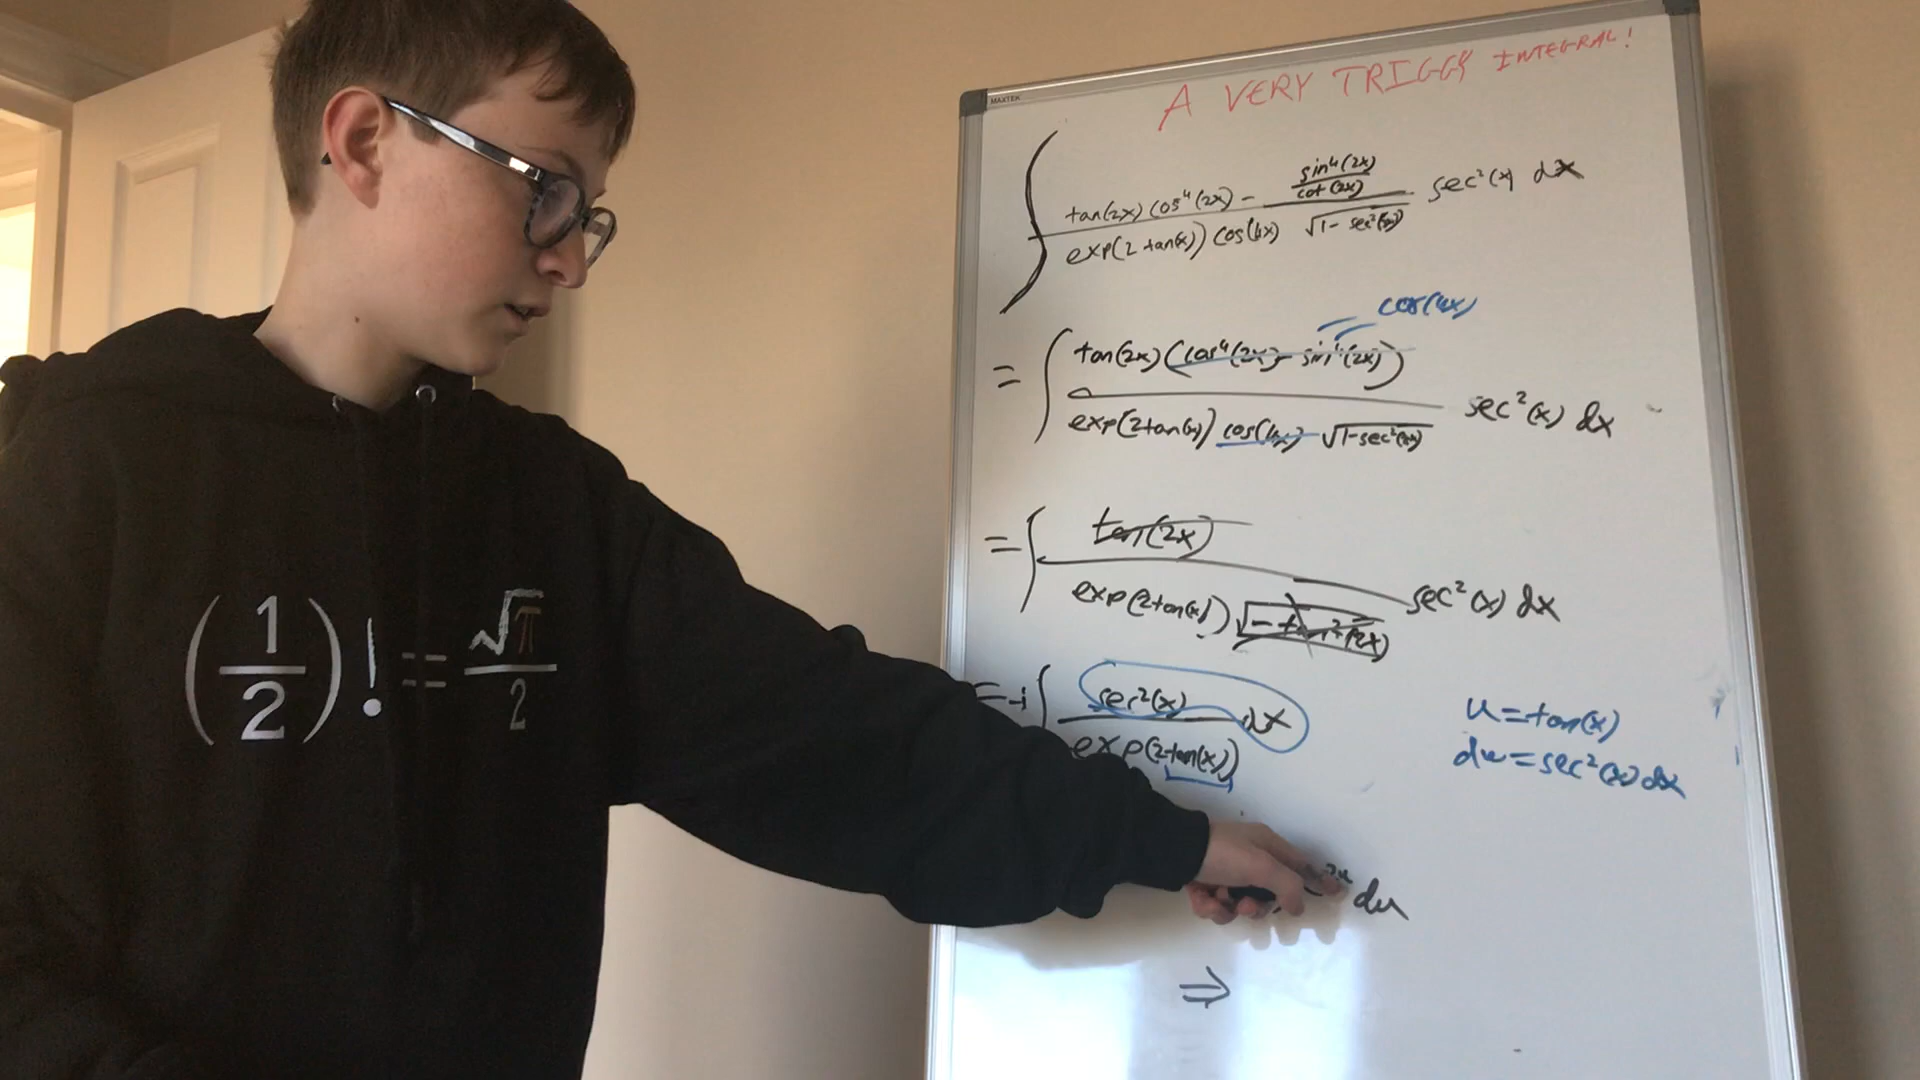 MAXTEK
A VERY TRIGGY INTEGRAL!
∫ (tan(2x) cos⁴(2x) − (sin⁴(2x)/cot(2x))) / (exp(2 tan(x)) cos(4x) √(1−sec²(2x))) sec²(x) dx
cos(4x)
= ∫ (tan(2x)(cos⁴(2x) − sin⁴(2x))) / (exp(2tan(x)) cos(4x) √(1−sec²(2x))) sec²(x) dx
= ∫ tan(2x) / (exp(2tan(x)) √(−tan²(2x))) sec²(x) dx
= −i ∫ sec²(x) / exp(2tan(x)) dx
u = tan(x)
du = sec²(x) dx
du
⇒
(1/2)! = √π/2